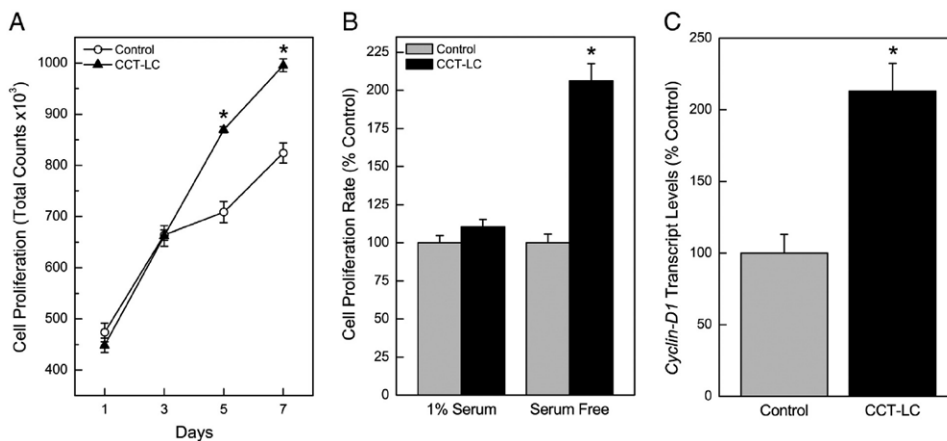 A
Cell Proliferation (Total Counts x10³)
1000
900
800
700
600
500
400
Control
CCT-LC
*
*
1 3 5 7
Days
B
Cell Proliferation Rate (% Control)
225
200
175
150
125
100
75
50
25
0
Control
CCT-LC
*
1% Serum Serum Free
C
Cyclin-D1 Transcript Levels (% Control)
250
200
150
100
50
0
*
Control CCT-LC